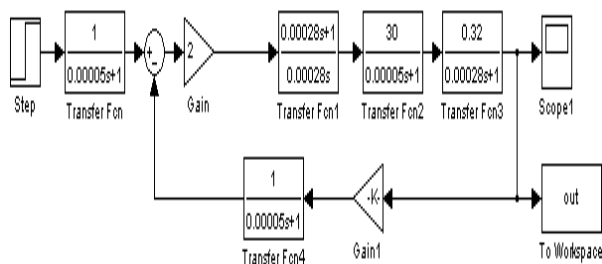 1
0.00005s+1
Step
Transfer Fcn
+
-
2
Gain
0.00028s+1
0.00028s
Transfer Fcn1
30
0.00005s+1
Transfer Fcn2
0.32
0.00028s+1
Transfer Fcn3
Scope1
1
0.00005s+1
Transfer Fcn4
-K-
Gain1
out
To Workspace